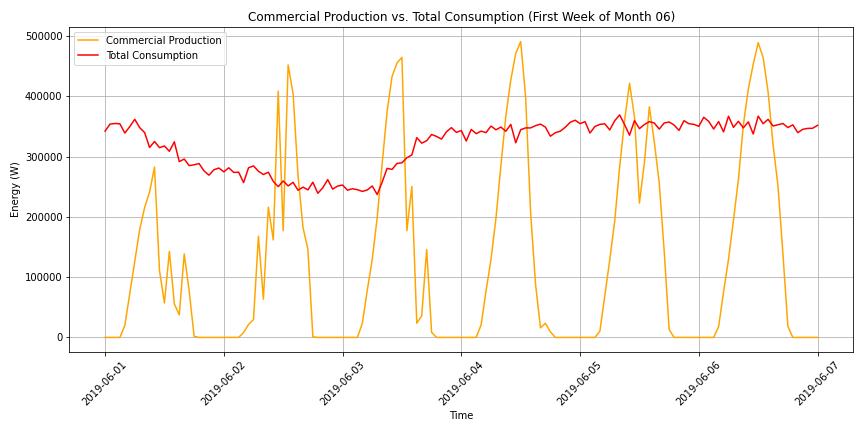 Commercial Production vs. Total Consumption (First Week of Month 06)
Commercial Production
Total Consumption
500000
400000
300000
200000
100000
0
Energy (W)
2019-06-01
2019-06-02
2019-06-03
2019-06-04
2019-06-05
2019-06-06
2019-06-07
Time